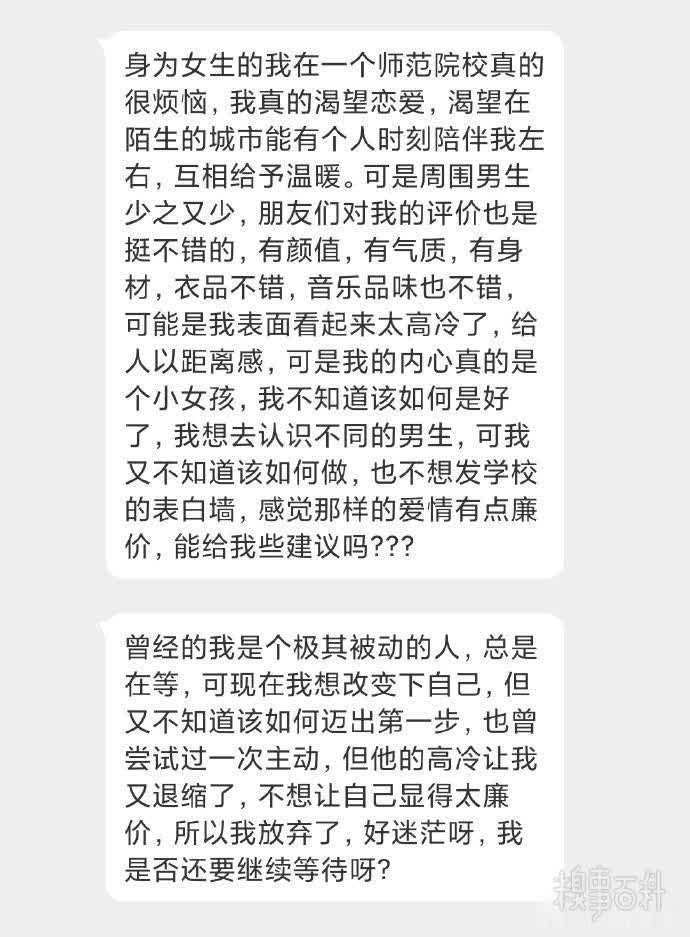 身为女生的我在一个师范院校真的
很烦恼，我真的渴望恋爱，渴望在
陌生的城市能有个人时刻陪伴我左
右，互相给予温暖。可是周围男生
少之又少，朋友们对我的评价也是
挺不错的，有颜值，有气质，有身
材，衣品不错，音乐品味也不错，
可能是我表面看起来太高冷了，给
人以距离感，可是我的内心真的是
个小女孩，我不知道该如何是好
了，我想去认识不同的男生，可我
又不知道该如何做，也不想发学校
的表白墙，感觉那样的爱情有点廉
价，能给我些建议吗???
曾经的我是个极其被动的人，总是
在等，可现在我想改变下自己，但
又不知道该如何迈出第一步，也曾
尝试过一次主动，但他的高冷让我
又退缩了，不想让自己显得太廉
价，所以我放弃了，好迷茫呀，我
是否还要继续等待呀?
糗事百科